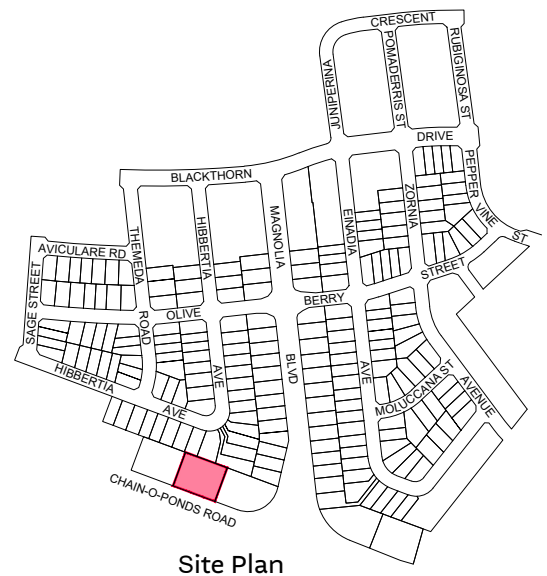 CRESCENT
JUNIPERINA
POMADERRIS ST
RUBIGINOSA ST
DRIVE
BLACKTHORN
PEPPER
VINE
ST
ZORNIA
EINADIA
MAGNOLIA
HIBBERTIA
THEMEDA
AVICULARE RD
SAGE STREET
STREET
BERRY
OLIVE
ROAD
AVE
BLVD
AVE
MOLUCCANA ST
AVENUE
HIBBERTIA
AVE
CHAIN-O-PONDS ROAD
Site Plan